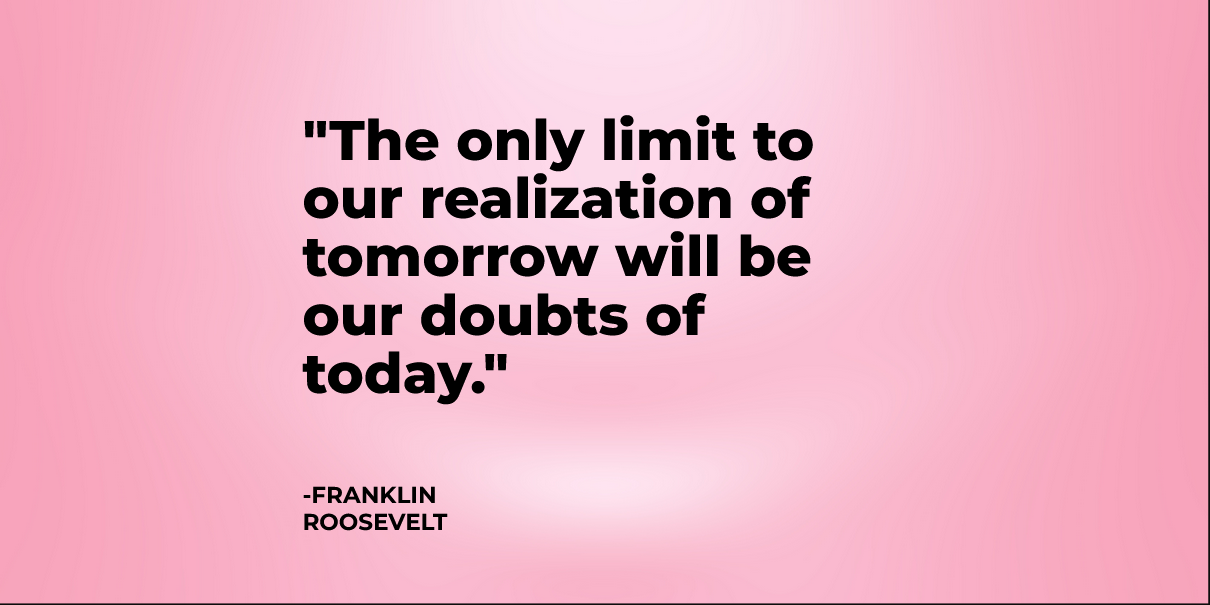 "The only limit to
our realization of
tomorrow will be
our doubts of
today."
-FRANKLIN
ROOSEVELT